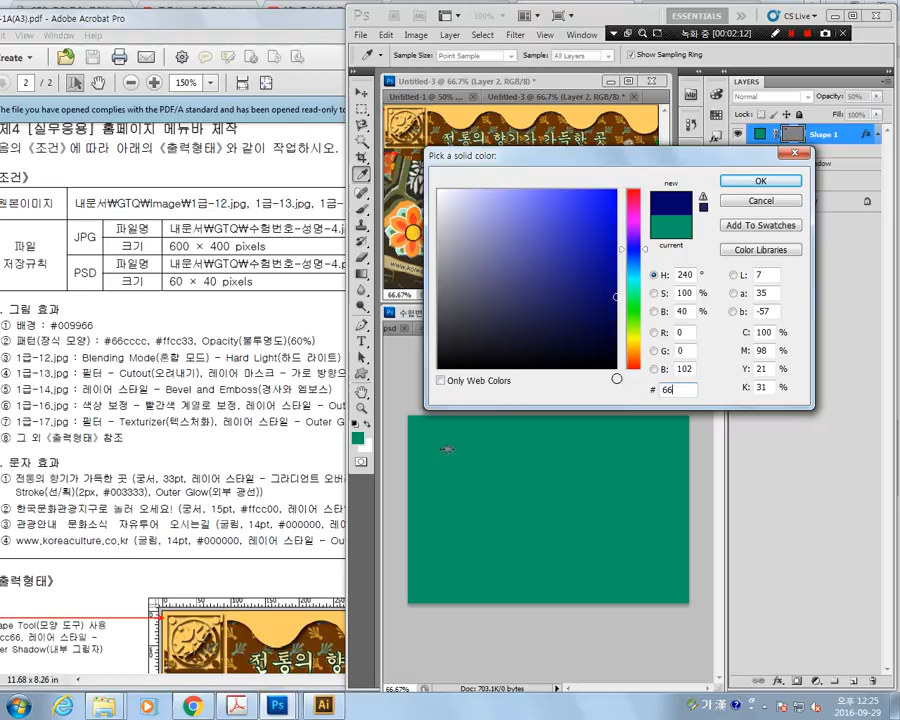 -1A(A3).pdf - Adobe Acrobat Pro
View Window Help
Create
2 / 2
150%
The file you have opened complies with the PDF/A standard and has been opened read-only to
제4 [실무응용] 홈페이지 메뉴바 제작
음의 《조건》에 따라 아래의 《출력형태》와 같이 작업하시오.
조건》
원본이미지 내문서₩GTQ₩Image₩1급-12.jpg, 1급-13.jpg, 1급
파일
저장규칙
JPG 파일명 내문서₩GTQ₩수험번호-성명-4.j
크기 600 × 400 pixels
PSD 파일명 내문서₩GTQ₩수험번호-성명-4.
크기 60 × 40 pixels
. 그림 효과
① 배경 : #009966
② 패턴(장식 모양) : #66cccc, #ffcc33, Opacity(불투명도)(60%)
③ 1급-12.jpg : Blending Mode(혼합 모드) - Hard Light(하드 라이트)
④ 1급-13.jpg : 필터 - Cutout(오려내기), 레이어 마스크 - 가로 방향으
⑤ 1급-14.jpg : 레이어 스타일 - Bevel and Emboss(경사와 엠보스)
⑥ 1급-16.jpg : 색상 보정 - 빨간색 계열로 보정, 레이어 스타일 -
⑦ 1급-17.jpg : 필터 - Texturizer(텍스처화), 레이어 스타일 - Outer G
⑧ 그 외 《출력형태》 참조
. 문자 효과
① 전통의 향기가 가득한 곳 (궁서, 33pt, 레이어 스타일 - 그라디언트 오버
Stroke(선/획)(2px, #003333), Outer Glow(외부 광선))
② 한국문화관광지구로 놀러 오세요! (궁서, 15pt, #ffcc00, 레이어 스타
③ 관광안내 문화소식 자유투어 오시는길 (굴림, 14pt, #000000, 레이
④ www.koreaculture.co.kr (굴림, 14pt, #000000, 레이어 스타일 - Ou
출력형태》
0 50 100 150 200 250
ape Tool(모양 도구) 사용
cc66, 레이어 스타일 -
er Shadow(내부 그림자)
전통의 향
11.68 x 8.26 in
Ps
100%
ESSENTIALS
CS Live
File Edit Image Layer Select Filter View Window
녹화 중 [00:02:12]
Sample Size: Point Sample
Sample: All Layers
Show Sampling Ring
Untitled-3 @ 66.7% (Layer 2, RGB/8) *
Untitled-1 @ 50%
Untitled-3 @ 66.7% (Layer 2, RGB/8) *
전통의 향기가 가득한 곳
www.ko
66.67%
수험번
psd
LAYERS
Normal
Opacity: 50%
Lock:
Fill: 100%
Shape 1
Pick a solid color:
new
current
OK
Cancel
Add To Swatches
Color Libraries
H: 240 °
S: 100 %
B: 40 %
R: 0
G: 0
B: 102
# 66
L: 7
a: 35
b: -57
C: 100 %
M: 98 %
Y: 21 %
K: 31 %
Only Web Colors
66.67%
Doc: 703.1K/0 bytes
Ps
Ai
가 漢
오후 12:25
2016-09-29